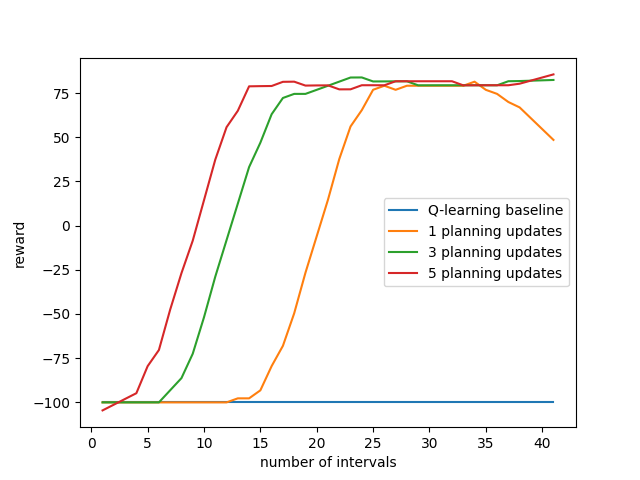 75
50
25
0
−25
−50
−75
−100
reward
Q-learning baseline
1 planning updates
3 planning updates
5 planning updates
0 5 10 15 20 25 30 35 40
number of intervals